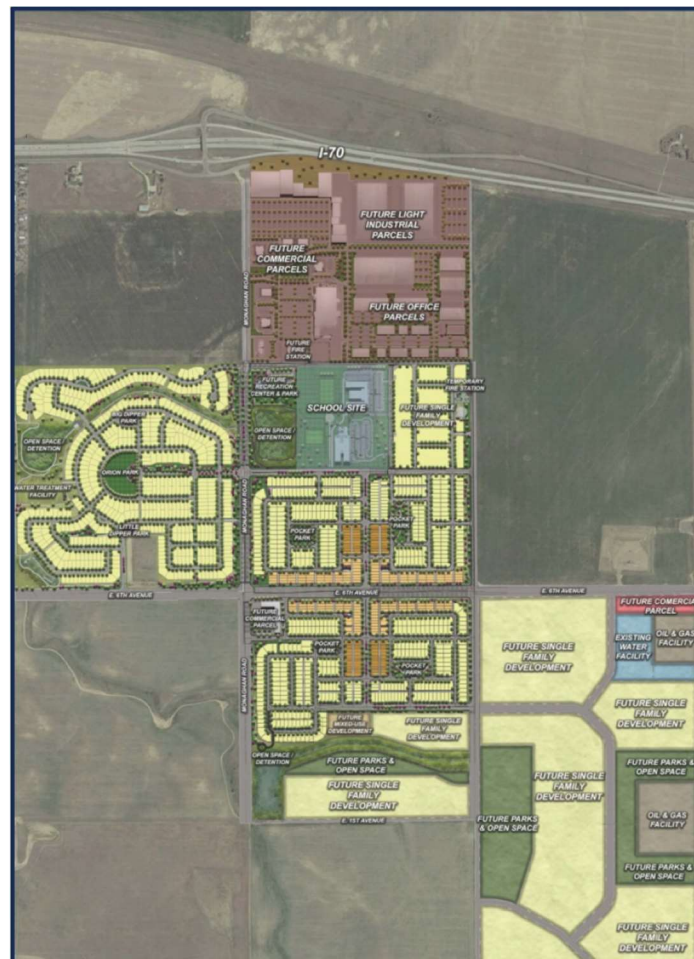 I-70
FUTURE LIGHT
INDUSTRIAL
PARCELS
FUTURE
COMMERCIAL
PARCELS
FUTURE OFFICE
PARCELS
MONAGHAN ROAD
FUTURE
FIRE
STATION
FUTURE
RECREATION
CENTER & PARK
SCHOOL SITE
TEMPORARY
FIRE STATION
FUTURE SINGLE
FAMILY
DEVELOPMENT
OPEN SPACE /
DETENTION
BIG DIPPER
PARK
OPEN SPACE /
DETENTION
ORION PARK
WATER TREATMENT
FACILITY
MONAGHAN ROAD
LITTLE
DIPPER PARK
POCKET
PARK
POCKET
PARK
E. 6TH AVENUE
E. 6TH AVENUE
E. 6TH AVENUE
FUTURE
COMMERCIAL
PARCEL
FUTURE COMERCIA
PARCEL
EXISTING
WATER
FACILITY
OIL & GAS
FACILITY
POCKET
PARK
POCKET
PARK
MONAGHAN ROAD
FUTURE SINGLE
FAMILY
DEVELOPMENT
FUTURE
MIXED-USE
DEVELOPMENT
FUTURE SINGLE
FAMILY
DEVELOPMENT
FUTURE SINGLE
FAMILY
DEVELOPMENT
OPEN SPACE /
DETENTION
FUTURE PARKS &
OPEN SPACE
FUTURE SINGLE
FAMILY
DEVELOPMENT
FUTURE SINGLE
FAMILY
DEVELOPMENT
FUTURE PARKS &
OPEN SPACE
OIL & GAS
FACILITY
E. 1ST AVENUE
FUTURE PARKS
& OPEN SPACE
FUTURE PARKS &
OPEN SPACE
FUTURE SINGLE
FAMILY
DEVELOPMENT